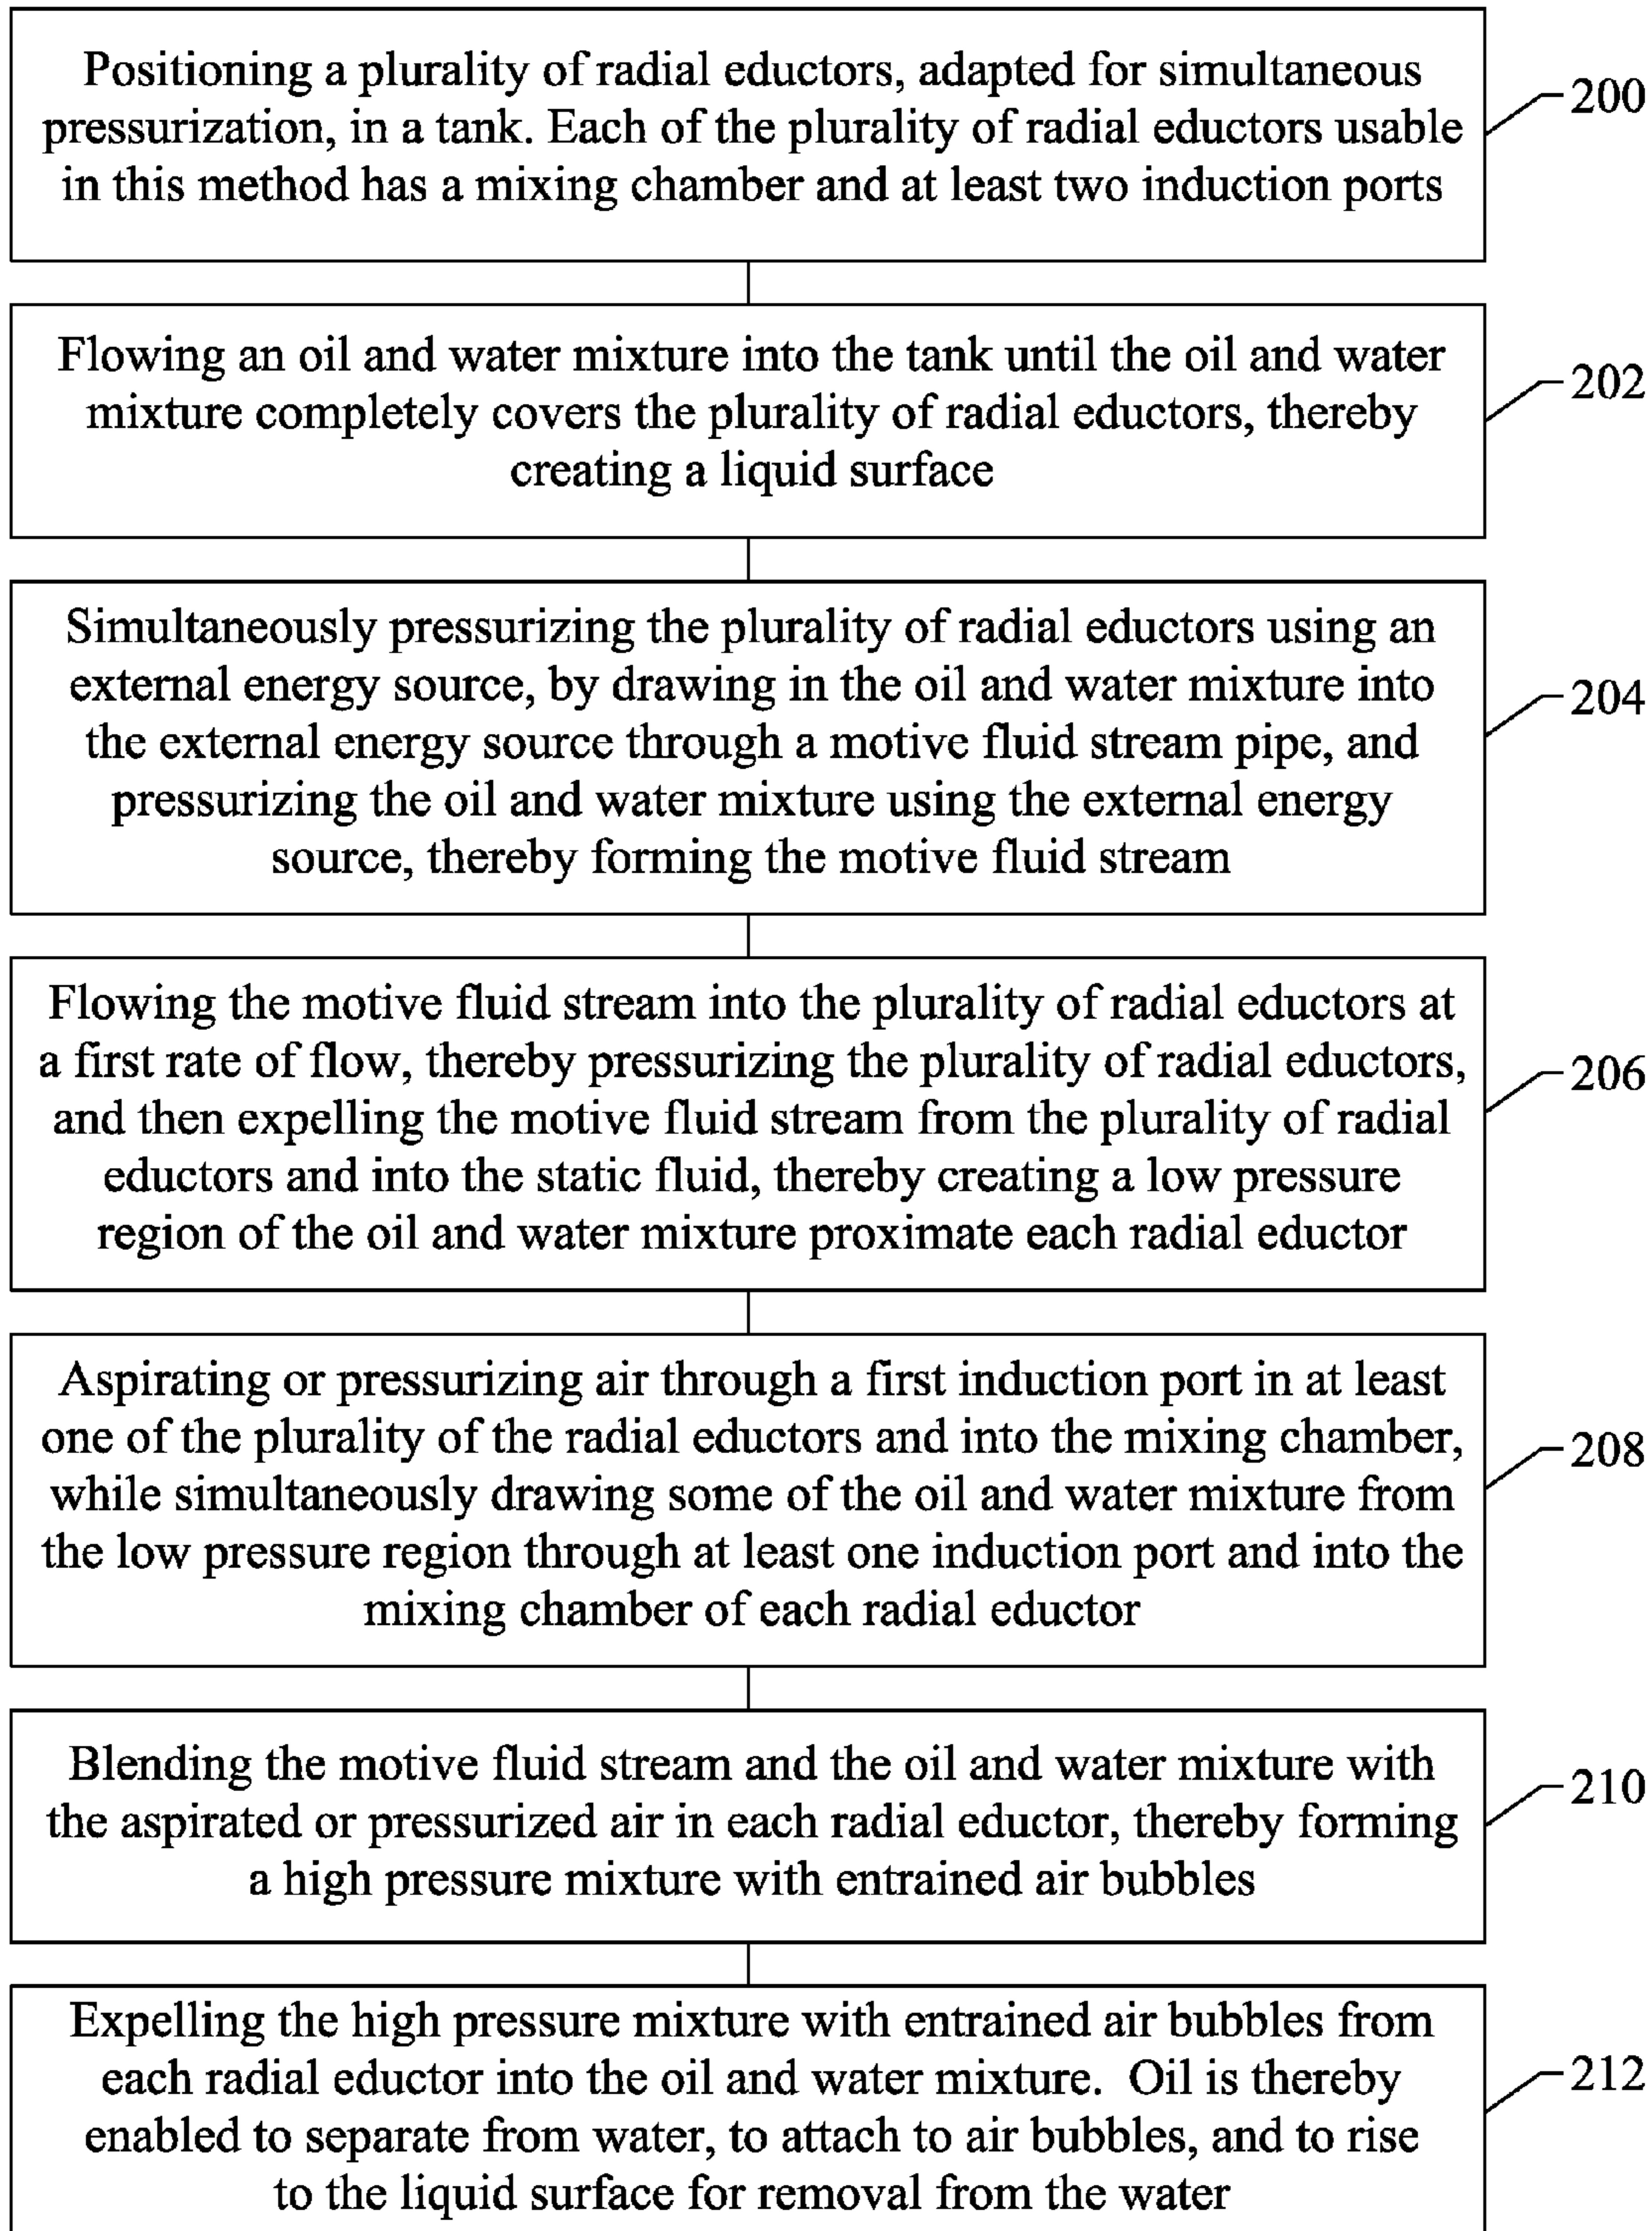 Positioning a plurality of radial eductors, adapted for simultaneous
pressurization, in a tank. Each of the plurality of radial eductors usable
in this method has a mixing chamber and at least two induction ports
200
Flowing an oil and water mixture into the tank until the oil and water
mixture completely covers the plurality of radial eductors, thereby
creating a liquid surface
202
Simultaneously pressurizing the plurality of radial eductors using an
external energy source, by drawing in the oil and water mixture into
the external energy source through a motive fluid stream pipe, and
pressurizing the oil and water mixture using the external energy
source, thereby forming the motive fluid stream
204
Flowing the motive fluid stream into the plurality of radial eductors at
a first rate of flow, thereby pressurizing the plurality of radial eductors,
and then expelling the motive fluid stream from the plurality of radial
eductors and into the static fluid, thereby creating a low pressure
region of the oil and water mixture proximate each radial eductor
206
Aspirating or pressurizing air through a first induction port in at least
one of the plurality of the radial eductors and into the mixing chamber,
while simultaneously drawing some of the oil and water mixture from
the low pressure region through at least one induction port and into the
mixing chamber of each radial eductor
208
Blending the motive fluid stream and the oil and water mixture with
the aspirated or pressurized air in each radial eductor, thereby forming
a high pressure mixture with entrained air bubbles
210
Expelling the high pressure mixture with entrained air bubbles from
each radial eductor into the oil and water mixture.  Oil is thereby
enabled to separate from water, to attach to air bubbles, and to rise
to the liquid surface for removal from the water
212